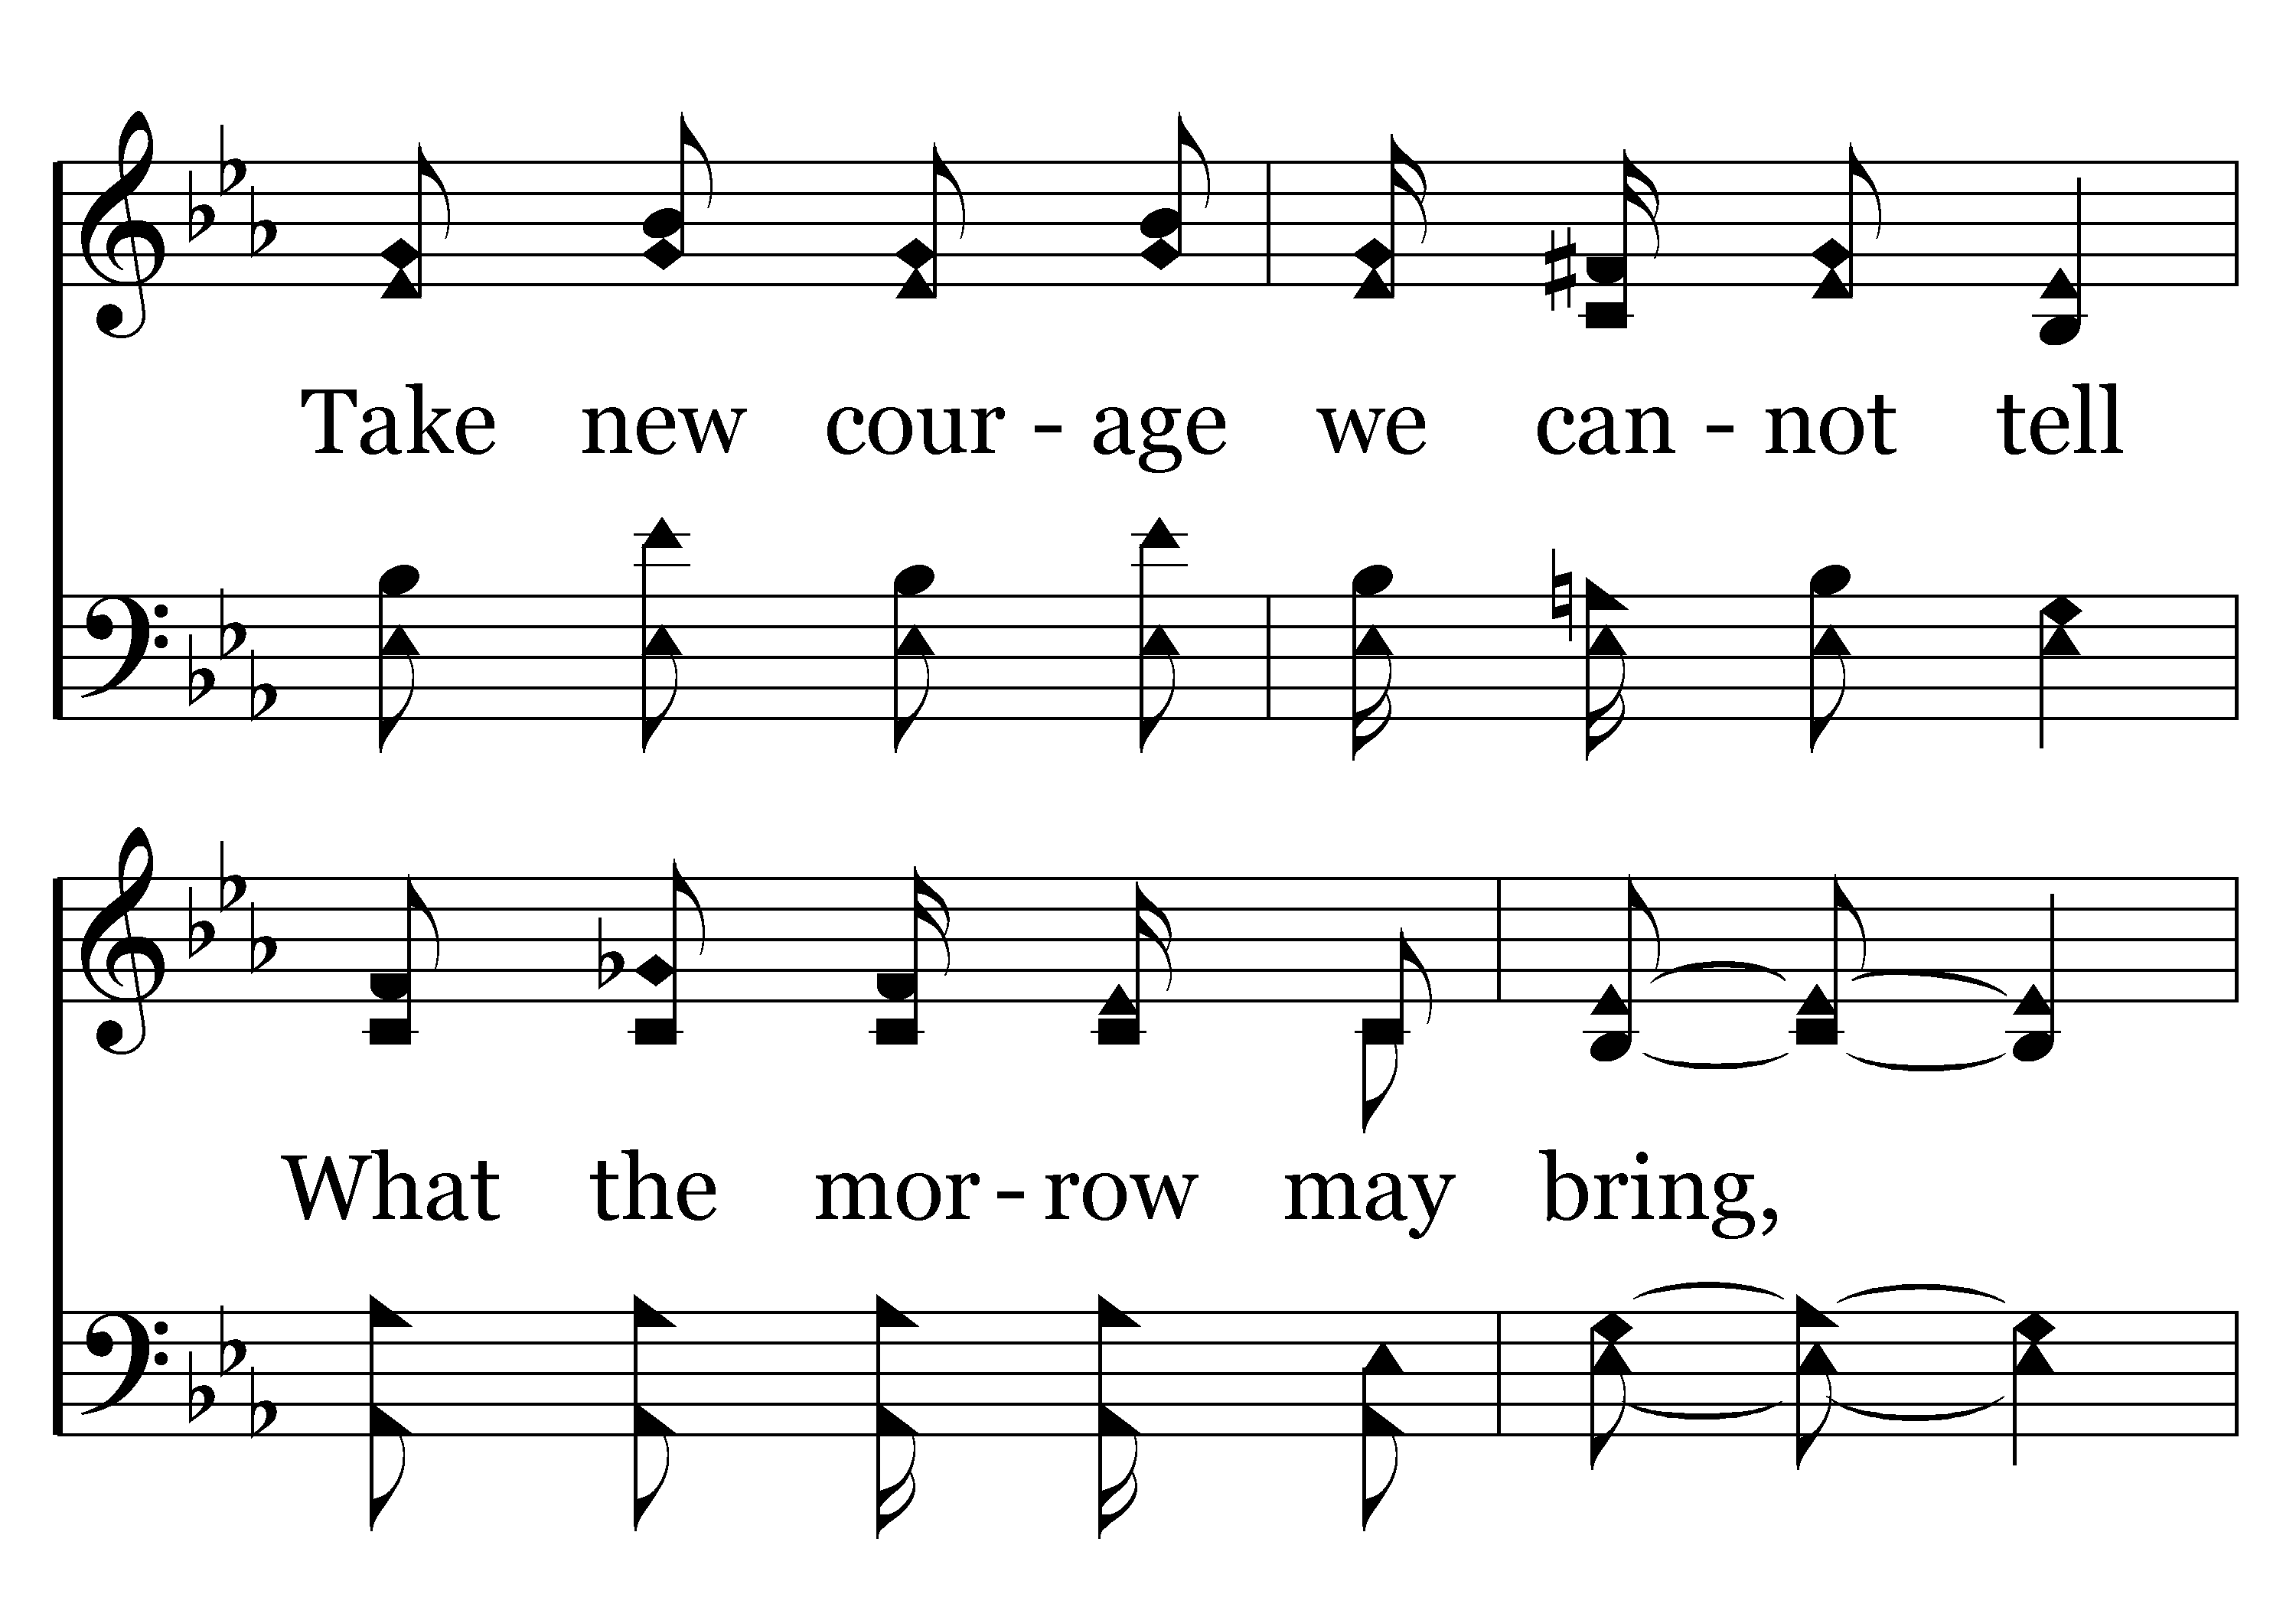 Take new cour - age we can - not tell
What the mor - row may bring,